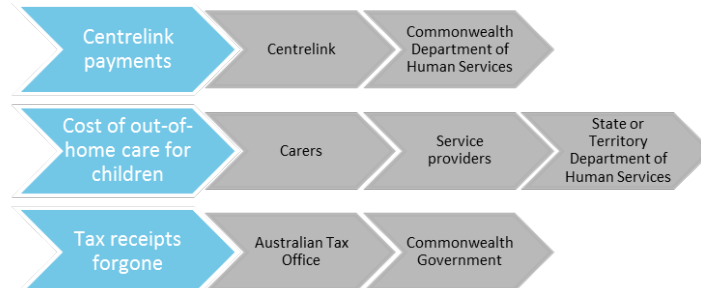 Centrelink
payments
Centrelink
Commonwealth
Department of
Human Services
Cost of out-of-
home care for
children
Carers
Service
providers
State or
Territory
Department of
Human Services
Tax receipts
forgone
Australian Tax
Office
Commonwealth
Government